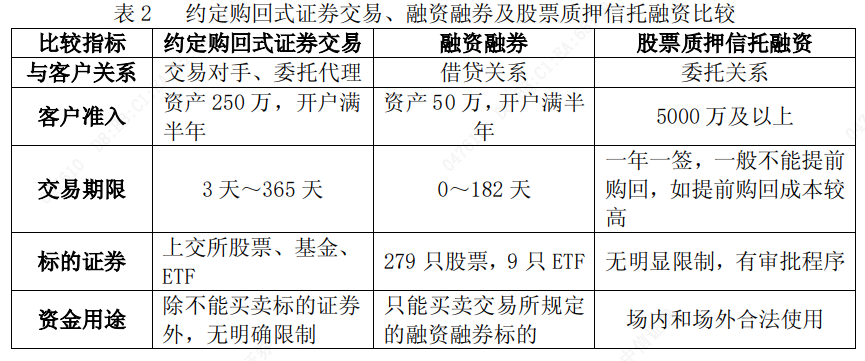 表 2 约定购回式证券交易、融资融券及股票质押信托融资比较
比较指标 约定购回式证券交易 融资融券 股票质押信托融资
与客户关系 交易对手、委托代理 借贷关系 委托关系
客户准入 资产 250 万，开户满半年 资产 50 万，开户满半年 5000 万及以上
交易期限 3 天～365 天 0～182 天 一年一签，一般不能提前购回，如提前购回成本较高
标的证券 上交所股票、基金、ETF 279 只股票，9 只 ETF 无明显限制，有审批程序
资金用途 除不能买卖标的证券外，无明确限制 只能买卖交易所规定的融资融券标的 场内和场外合法使用